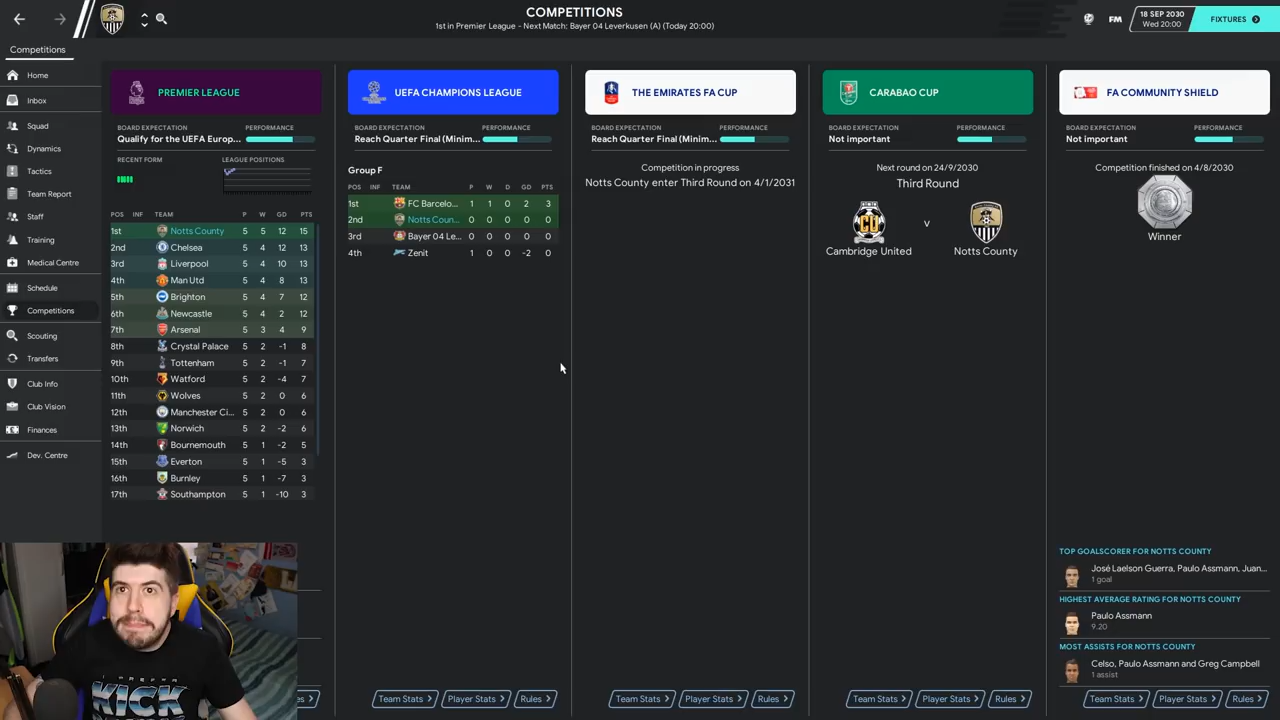 COMPETITIONS
1st in Premier League - Next Match: Bayer 04 Leverkusen (A) (Today 20:00)
FM
18 SEP 2030
Wed 20:00
FIXTURES
Competitions
Home
Inbox
Squad
Dynamics
Tactics
Team Report
Staff
Training
Medical Centre
Schedule
Competitions
Scouting
Transfers
Club Info
Club Vision
Finances
Dev. Centre
PREMIER LEAGUE
BOARD EXPECTATION PERFORMANCE
Qualify for the UEFA Europ...
RECENT FORM LEAGUE POSITIONS
POS INF TEAM P W GD PTS
1st Notts County 5 5 12 15
2nd Chelsea 5 4 12 13
3rd Liverpool 5 4 10 13
4th Man Utd 5 4 8 13
5th Brighton 5 4 7 12
6th Newcastle 5 4 2 12
7th Arsenal 5 3 4 9
8th Crystal Palace 5 2 -1 8
9th Tottenham 5 2 -1 7
10th Watford 5 2 -4 7
11th Wolves 5 2 0 6
12th Manchester Ci... 5 2 0 6
13th Norwich 5 2 -2 6
14th Bournemouth 5 1 -2 5
15th Everton 5 1 -5 3
16th Burnley 5 1 -7 3
17th Southampton 5 1 -10 3
UEFA CHAMPIONS LEAGUE
BOARD EXPECTATION PERFORMANCE
Reach Quarter Final (Minim...
Group F
POS INF TEAM P W D GD PTS
1st FC Barcelo... 1 1 0 2 3
2nd Notts Coun... 0 0 0 0 0
3rd Bayer 04 Le... 0 0 0 0 0
4th Zenit 1 0 0 -2 0
Team Stats Player Stats Rules
THE EMIRATES FA CUP
BOARD EXPECTATION PERFORMANCE
Reach Quarter Final (Minim...
Competition in progress
Notts County enter Third Round on 4/1/2031
Team Stats Player Stats Rules
CARABAO CUP
BOARD EXPECTATION PERFORMANCE
Not important
Next round on 24/9/2030
Third Round
CU
v
Cambridge United Notts County
Team Stats Player Stats Rules
FA COMMUNITY SHIELD
BOARD EXPECTATION PERFORMANCE
Not important
Competition finished on 4/8/2030
Winner
TOP GOALSCORER FOR NOTTS COUNTY
José Laelson Guerra, Paulo Assmann, Juan...
1 goal
HIGHEST AVERAGE RATING FOR NOTTS COUNTY
Paulo Assmann
9.20
MOST ASSISTS FOR NOTTS COUNTY
Celso, Paulo Assmann and Greg Campbell
1 assist
Team Stats Player Stats Rules
KICK